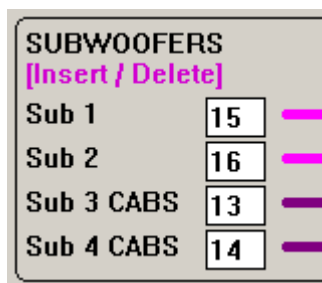 SUBWOOFERS
[Insert / Delete]
Sub 1 15
Sub 2 16
Sub 3 CABS 13
Sub 4 CABS 14